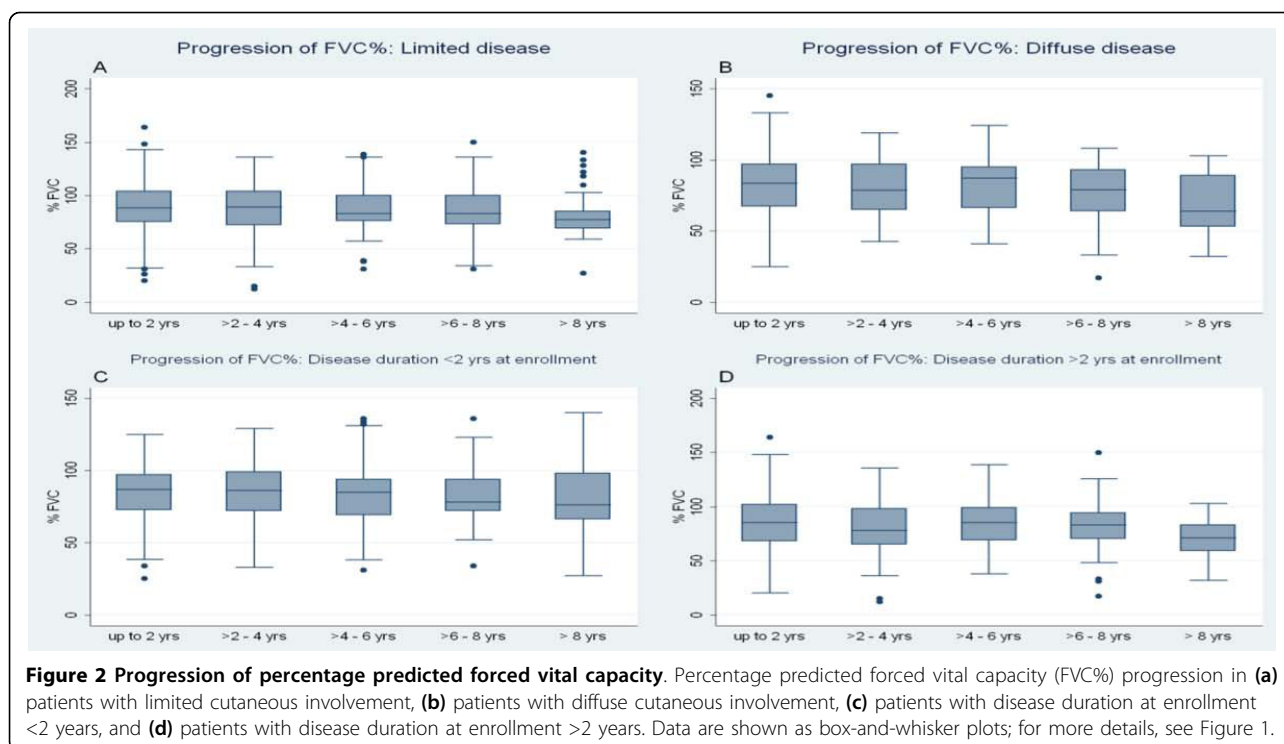 Progression of FVC%: Limited disease
A
200
150
100
50
0
% FVC
up to 2 yrs >2 - 4 yrs >4 - 6 yrs >6 - 8 yrs > 8 yrs
Progression of FVC%: Diffuse disease
B
150
100
50
0
% FVC
up to 2 yrs >2 - 4 yrs >4 - 6 yrs >6 - 8 yrs > 8 yrs
Progression of FVC%: Disease duration <2 yrs at enrollment
C
150
100
50
0
% FVC
up to 2 yrs >2 - 4 yrs >4 - 6 yrs >6 - 8 yrs > 8 yrs
Progression of FVC%: Disease duration >2 yrs at enrollment
D
200
150
100
50
0
% FVC
up to 2 yrs >2 - 4 yrs >4 - 6 yrs >6 - 8 yrs > 8 yrs
Figure 2 Progression of percentage predicted forced vital capacity. Percentage predicted forced vital capacity (FVC%) progression in (a)
patients with limited cutaneous involvement, (b) patients with diffuse cutaneous involvement, (c) patients with disease duration at enrollment
<2 years, and (d) patients with disease duration at enrollment >2 years. Data are shown as box-and-whisker plots; for more details, see Figure 1.